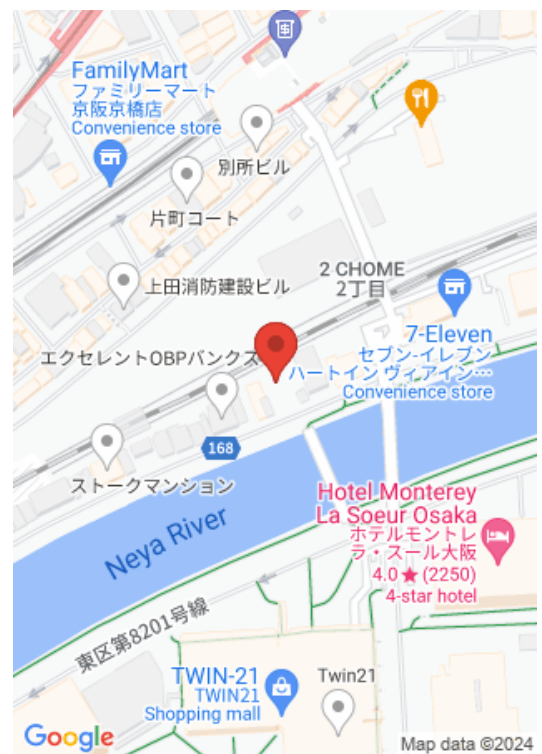 FamilyMart
ファミリーマート
京阪京橋店
Convenience store
別所ビル
片町コート
2 CHOME
2丁目
上田消防建設ビル
7-Eleven
セブン-イレブン
ハートイン ヴィアイン…
Convenience store
エクセレントOBPバンクス
168
ストークマンション
Neya River
Hotel Monterey
La Soeur Osaka
ホテルモントレ
ラ・スール大阪
4.0★(2250)
4-star hotel
東区第8201号線
TWIN-21
TWIN21
Shopping mall
Twin21
Google
Map data ©2024